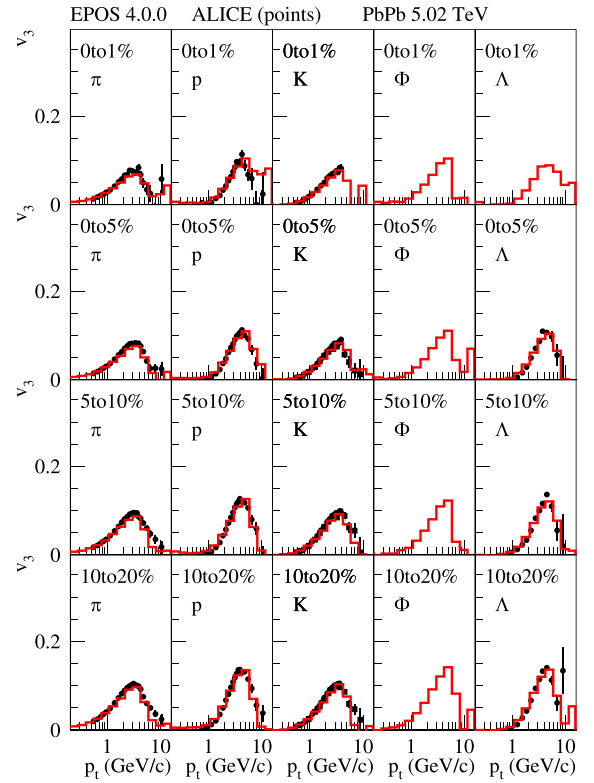 EPOS 4.0.0 ALICE (points) PbPb 5.02 TeV
v3 0to1% 0to1% 0to1% 0to1% 0to1%
π p K Φ Λ
0.2
0
v3 0to5% 0to5% 0to5% 0to5% 0to5%
π p K Φ Λ
0.2
0
v3 5to10% 5to10% 5to10% 5to10% 5to10%
π p K Φ Λ
0.2
0
v3 10to20% 10to20% 10to20% 10to20% 10to20%
π p K Φ Λ
0.2
0
1 10 1 10 1 10 1 10 1 10
pt (GeV/c) pt (GeV/c) pt (GeV/c) pt (GeV/c) pt (GeV/c)